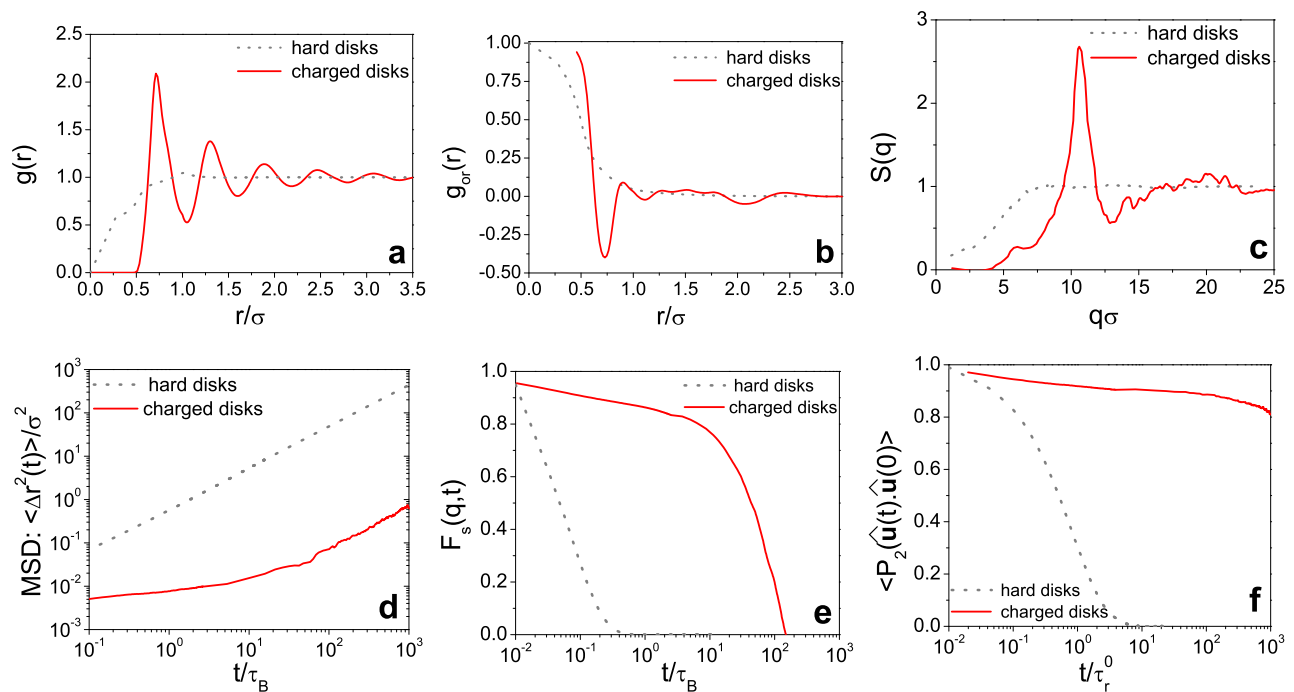 2.5
2.0
1.5
1.0
0.5
0.0
g(r)
hard disks
charged disks
a
0.0 0.5 1.0 1.5 2.0 2.5 3.0 3.5
r/σ
1.00
0.75
0.50
0.25
0.00
-0.25
-0.50
g_or(r)
hard disks
charged disks
b
0.0 0.5 1.0 1.5 2.0 2.5 3.0
r/σ
3
2
1
0
S(q)
hard disks
charged disks
c
0 5 10 15 20 25
qσ
10^3
10^2
10^1
10^0
10^-1
10^-2
10^-3
MSD: <Δr^2(t)>/σ^2
hard disks
charged disks
d
10^-1 10^0 10^1 10^2 10^3
t/τ_B
1.0
0.8
0.6
0.4
0.2
0.0
F_s(q,t)
hard disks
charged disks
e
10^-2 10^-1 10^0 10^1 10^2 10^3
t/τ_B
1.0
0.8
0.6
0.4
0.2
0.0
<P_2(û(t).û(0)>
hard disks
charged disks
f
10^-2 10^-1 10^0 10^1 10^2 10^3
t/τ_r^0